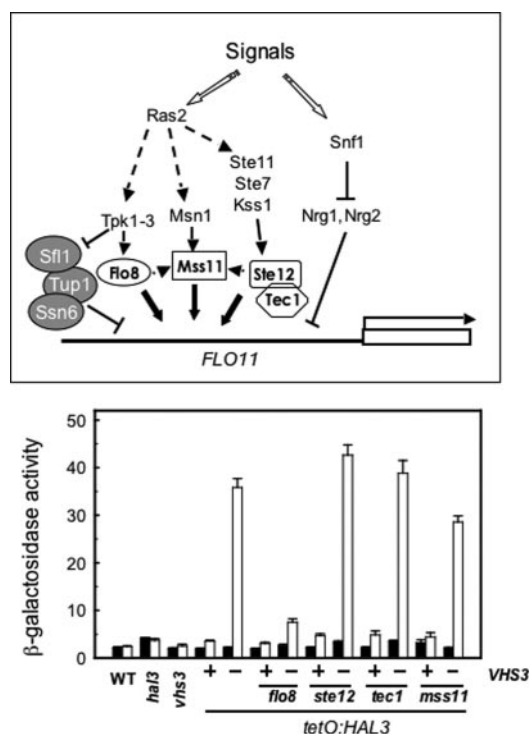 Signals
Ras2
Snf1
Ste11
Ste7
Kss1
Tpk1-3
Msn1
Nrg1, Nrg2
Sfl1
Tup1
Ssn6
Flo8
Mss11
Ste12
Tec1
FLO11
β-galactosidase activity
50
40
30
20
10
0
WT
hal3
vhs3
+ − + − + − + − + − VHS3
flo8 ste12 tec1 mss11
tetO:HAL3